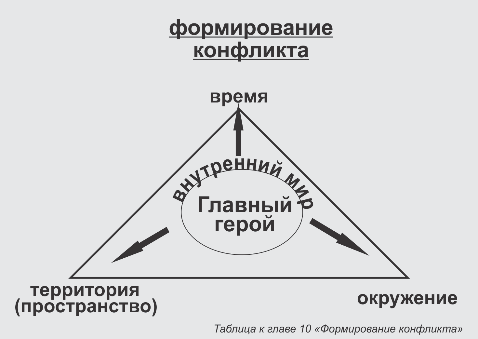 формирование
конфликта
время
внутренний мир
Главный
герой
территория
(пространство)
окружение
Таблица к главе 10 «Формирование конфликта»